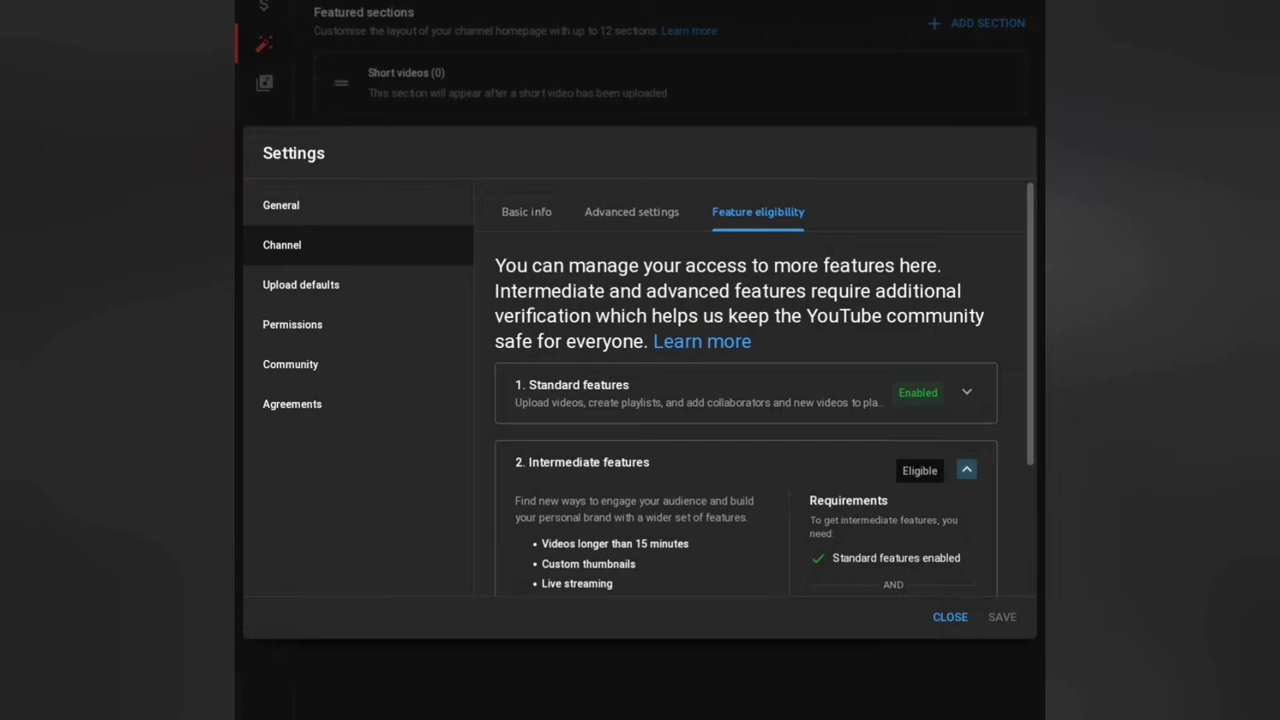 Featured sections
Customise the layout of your channel homepage with up to 12 sections. Learn more
+ ADD SECTION
Short videos (0)
This section will appear after a short video has been uploaded
Settings
General
Channel
Upload defaults
Permissions
Community
Agreements
Basic info
Advanced settings
Feature eligibility
You can manage your access to more features here.
Intermediate and advanced features require additional
verification which helps us keep the YouTube community
safe for everyone. Learn more
1. Standard features
Upload videos, create playlists, and add collaborators and new videos to pla...
Enabled
2. Intermediate features
Eligible
Find new ways to engage your audience and build
your personal brand with a wider set of features.
• Videos longer than 15 minutes
• Custom thumbnails
• Live streaming
Requirements
To get intermediate features, you
need:
Standard features enabled
AND
CLOSE
SAVE